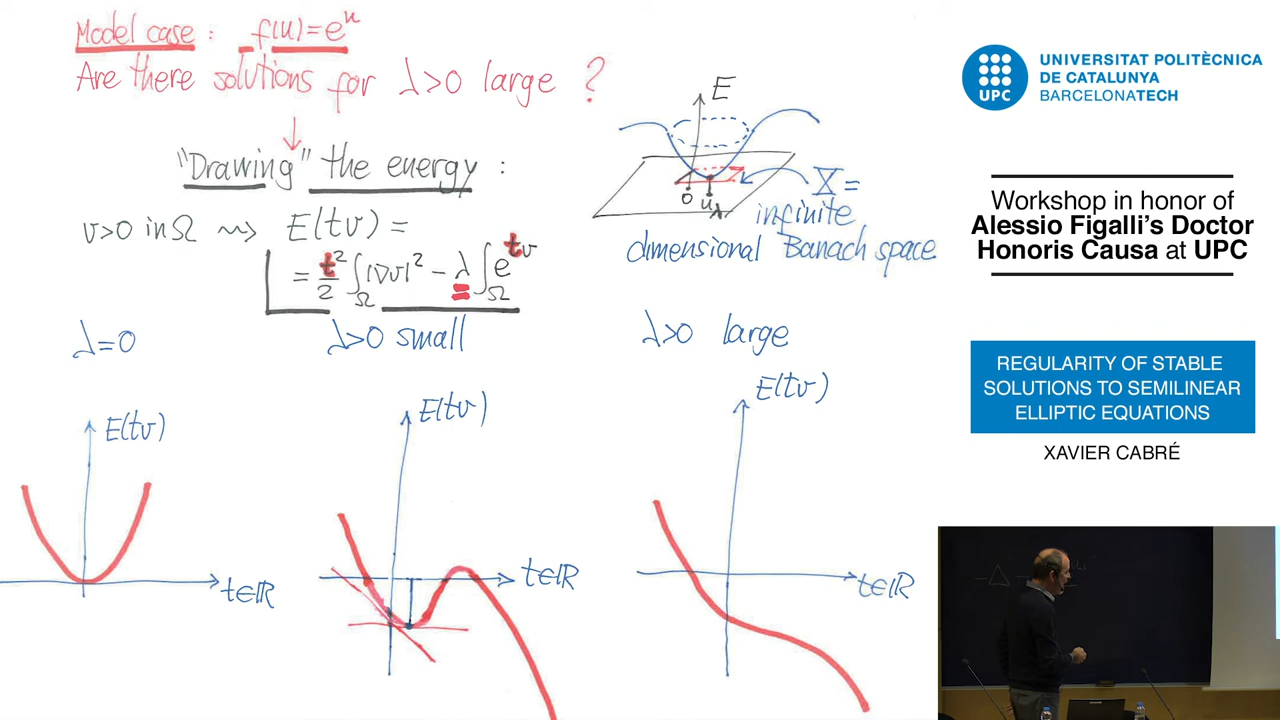 Model case : f(u)=e^u
Are there solutions for λ>0 large ?
"Drawing" the energy :
v>0 in Ω ⇝ E(tv) =
= t²/2 ∫_Ω |∇v|² − λ ∫_Ω e^{tv}
E
0 u_λ
X =
infinite
dimensional Banach space
λ=0
λ>0 small
λ>0 large
E(tv)
E(tv)
E(tv)
t∈ℝ
t∈ℝ
t∈ℝ
UPC
UNIVERSITAT POLITÈCNICA
DE CATALUNYA
BARCELONATECH
Workshop in honor of
Alessio Figalli's Doctor
Honoris Causa at UPC
REGULARITY OF STABLE
SOLUTIONS TO SEMILINEAR
ELLIPTIC EQUATIONS
XAVIER CABRÉ
−Δ